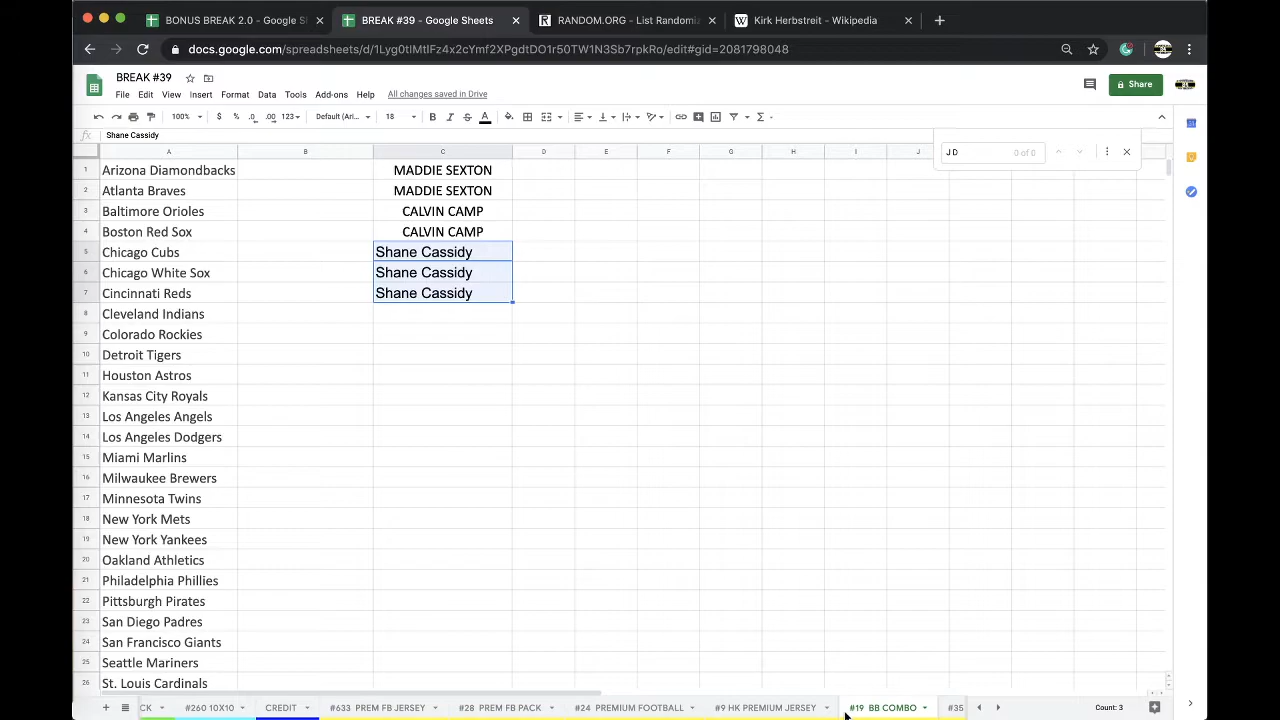 BONUS BREAK 2.0 - Google S
BREAK #39 - Google Sheets
RANDOM.ORG - List Randomi
Kirk Herbstreit - Wikipedia
docs.google.com/spreadsheets/d/1Lyg0tIMtIFz4x2cYmf2XPgdtDO1r50TW1N3Sb7rpkRo/edit#gid=2081798048
BREAK #39
File Edit View Insert Format Data Tools Add-ons Help All changes saved in Drive
Share
100% $ % .0 .00 123 Default (Ari... 18 B I S A
fx Shane Cassidy
JD 0 of 0
A B C D E F G H I J
1 Arizona Diamondbacks MADDIE SEXTON
2 Atlanta Braves MADDIE SEXTON
3 Baltimore Orioles CALVIN CAMP
4 Boston Red Sox CALVIN CAMP
5 Chicago Cubs Shane Cassidy
6 Chicago White Sox Shane Cassidy
7 Cincinnati Reds Shane Cassidy
8 Cleveland Indians
9 Colorado Rockies
10 Detroit Tigers
11 Houston Astros
12 Kansas City Royals
13 Los Angeles Angels
14 Los Angeles Dodgers
15 Miami Marlins
16 Milwaukee Brewers
17 Minnesota Twins
18 New York Mets
19 New York Yankees
20 Oakland Athletics
21 Philadelphia Phillies
22 Pittsburgh Pirates
23 San Diego Padres
24 San Francisco Giants
25 Seattle Mariners
26 St. Louis Cardinals
CK #260 10X10 CREDIT #633 PREM FB JERSEY #28 PREM FB PACK #24 PREMIUM FOOTBALL #9 HK PREMIUM JERSEY #19 BB COMBO #35 Count: 3